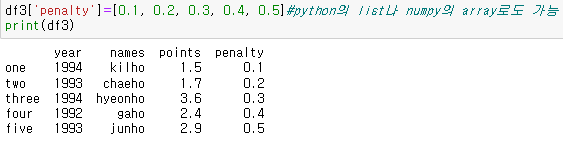 df3['penalty']=[0.1, 0.2, 0.3, 0.4, 0.5]#python의 list나 numpy의 array로도 가능
print(df3)
year names points penalty
one 1994 kilho 1.5 0.1
two 1993 chaeho 1.7 0.2
three 1994 hyeonho 3.6 0.3
four 1992 gaho 2.4 0.4
five 1993 junho 2.9 0.5